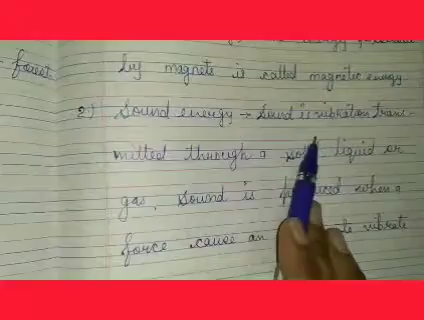 by magnets is called magnetic energy.
forest
2) Sound energy → Sound is vibration trans-
mitted through a liquid or
gas, sound is when a
force cause an vibrate